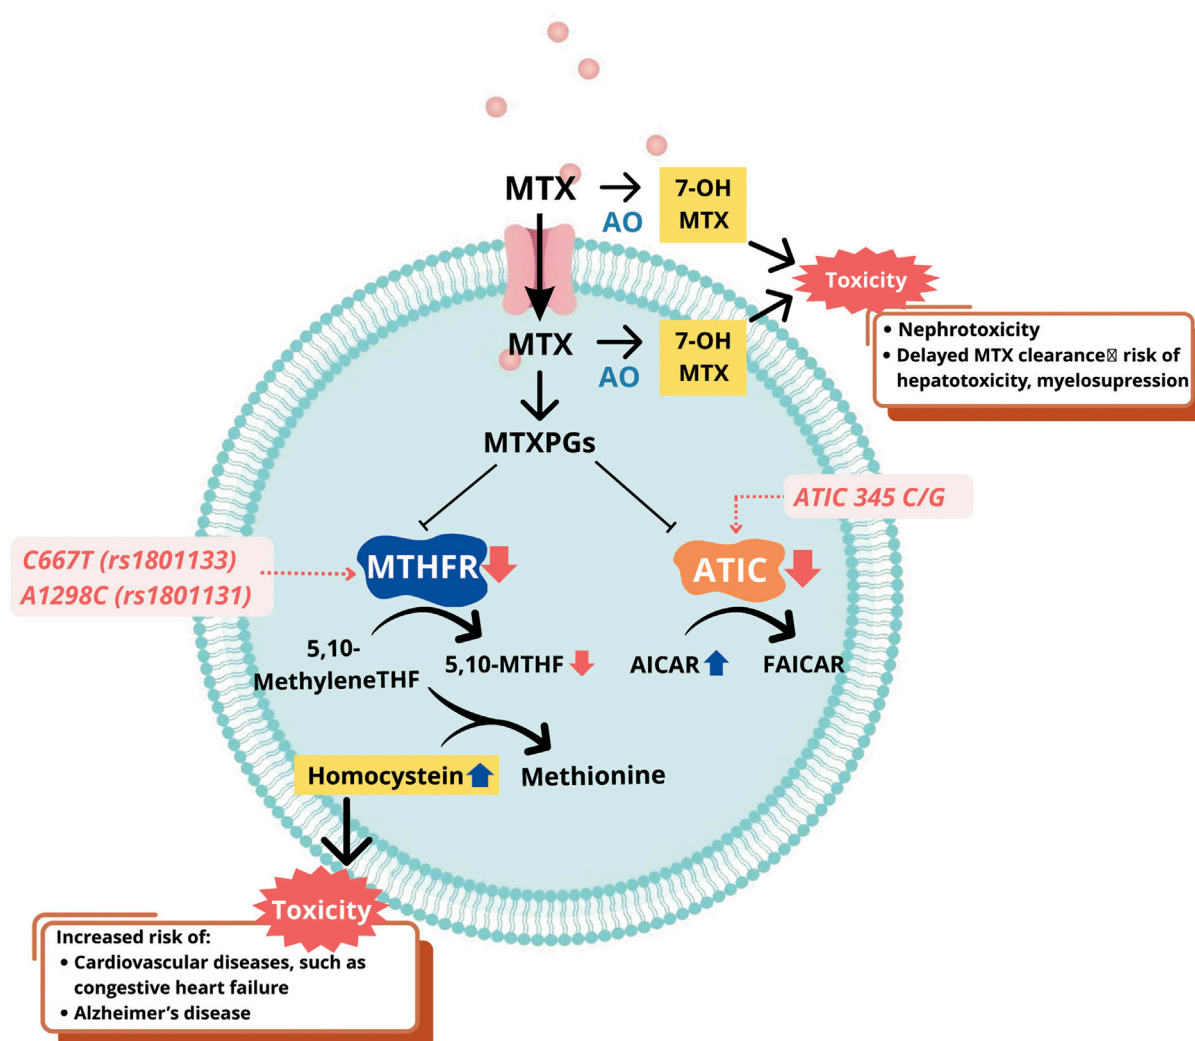 MTX
AO
7-OH
MTX
Toxicity
• Nephrotoxicity
• Delayed MTX clearance risk of
hepatotoxicity, myelosupression
MTX
AO
7-OH
MTX
MTXPGs
ATIC 345 C/G
C667T (rs1801133)
A1298C (rs1801131)
MTHFR
ATIC
5,10-
MethyleneTHF
5,10-MTHF
AICAR
FAICAR
Homocystein
Methionine
Toxicity
Increased risk of:
• Cardiovascular diseases, such as
congestive heart failure
• Alzheimer’s disease